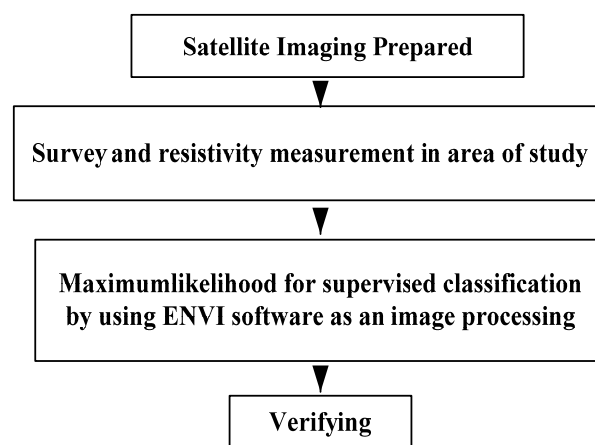 Satellite Imaging Prepared
Survey and resistivity measurement in area of study
Maximumlikelihood for supervised classification
by using ENVI software as an image processing
Verifying